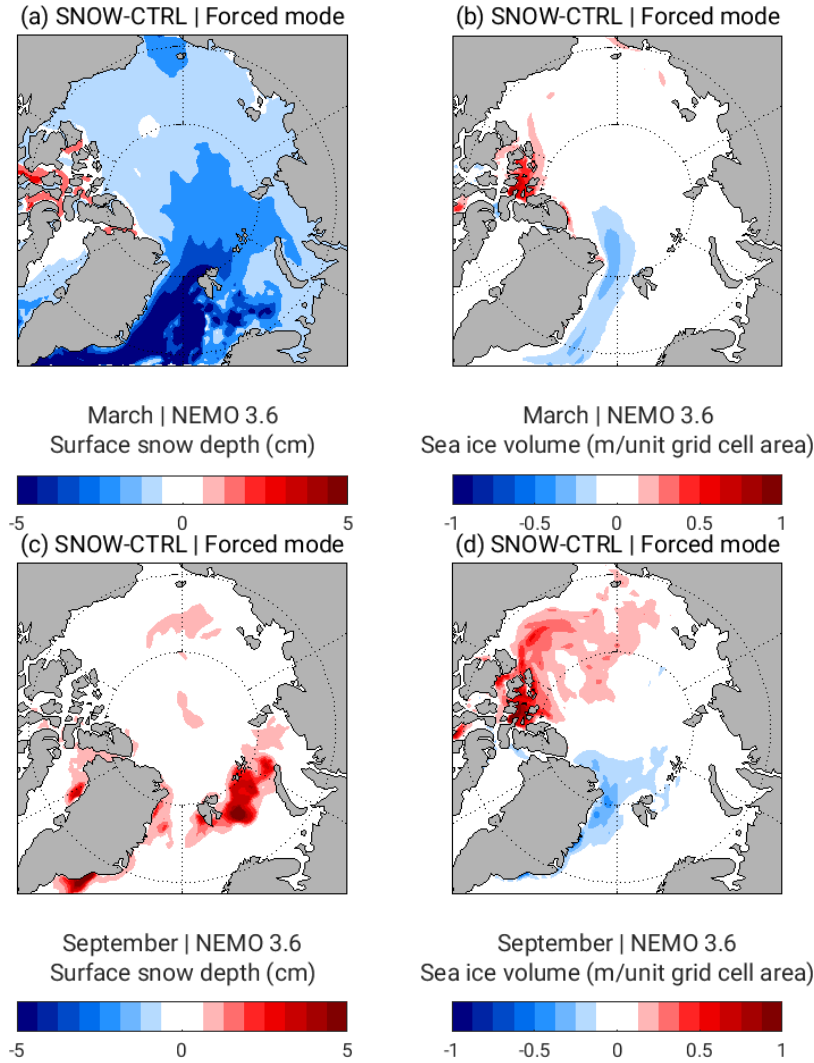 (a) SNOW-CTRL | Forced mode
(b) SNOW-CTRL | Forced mode
March | NEMO 3.6
Surface snow depth (cm)
-5 0 5
March | NEMO 3.6
Sea ice volume (m/unit grid cell area)
-1 -0.5 0 0.5 1
(c) SNOW-CTRL | Forced mode
(d) SNOW-CTRL | Forced mode
September | NEMO 3.6
Surface snow depth (cm)
-5 0 5
September | NEMO 3.6
Sea ice volume (m/unit grid cell area)
-1 -0.5 0 0.5 1